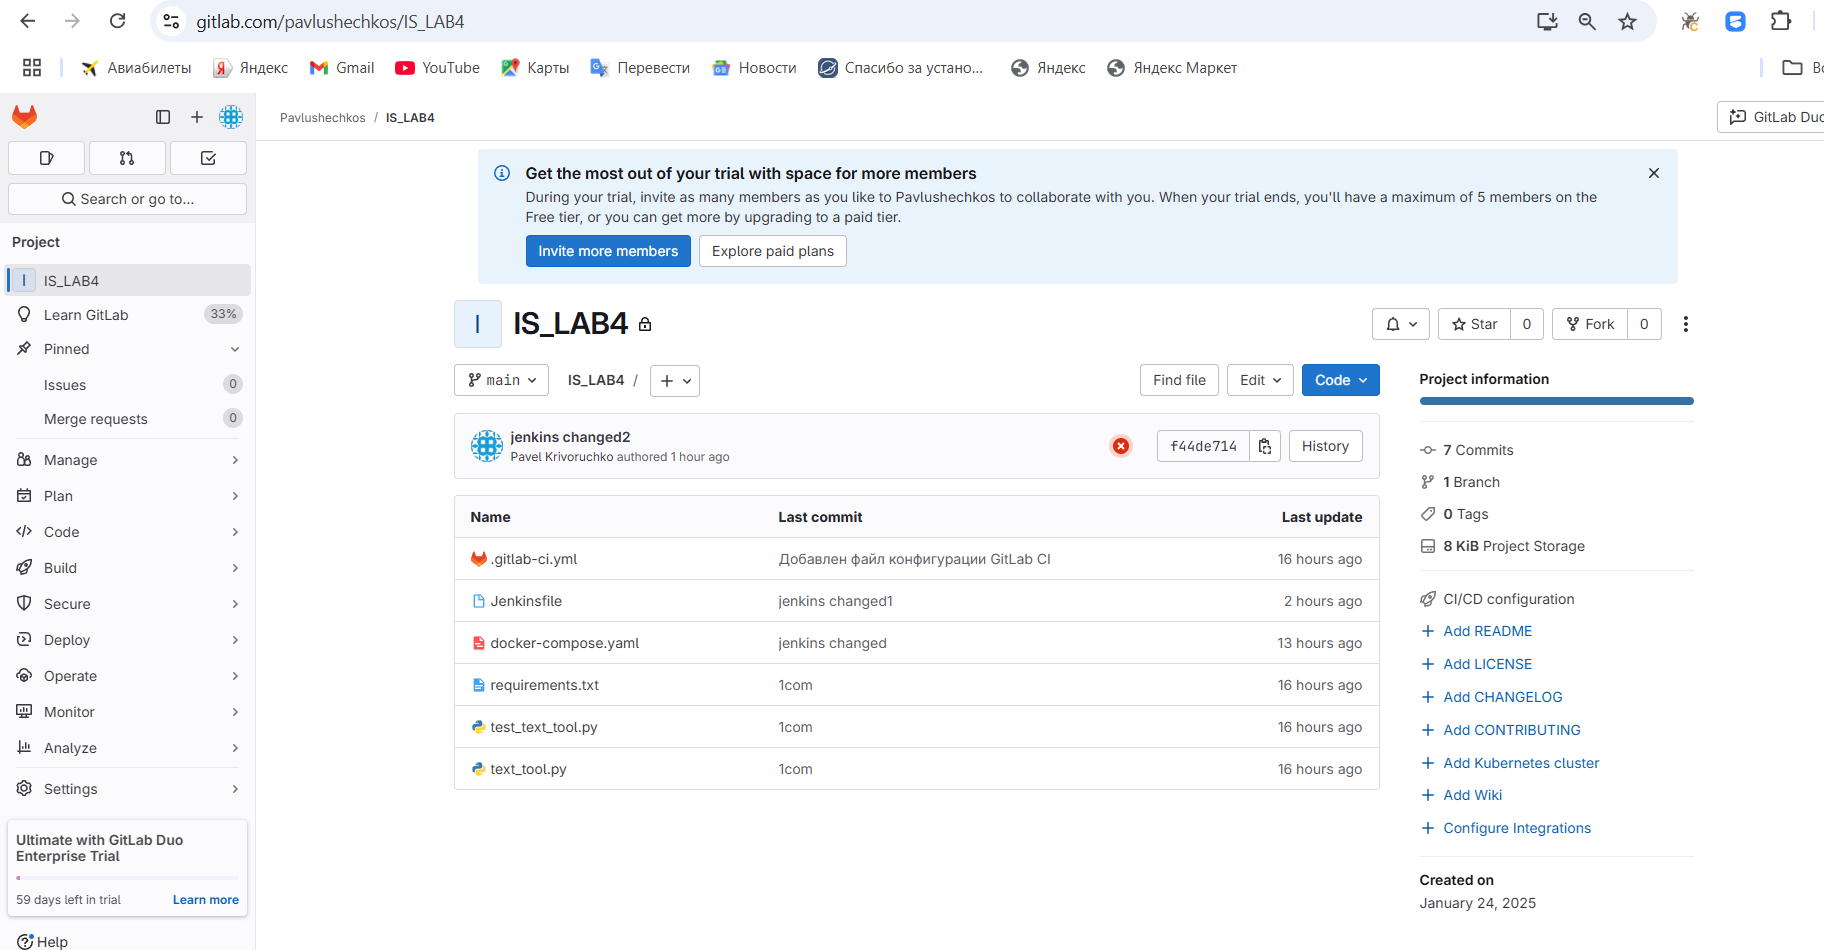 gitlab.com/pavlushechkos/IS_LAB4
Авиабилеты
Яндекс
Gmail
YouTube
Карты
Перевести
Новости
Спасибо за устано...
Яндекс
Яндекс Маркет
Pavlushechkos / IS_LAB4
GitLab Duo
Search or go to...
Project
I IS_LAB4
Learn GitLab 33%
Pinned
Issues 0
Merge requests 0
Manage
Plan
Code
Build
Secure
Deploy
Operate
Monitor
Analyze
Settings
Ultimate with GitLab Duo
Enterprise Trial
59 days left in trial Learn more
Help
Get the most out of your trial with space for more members
During your trial, invite as many members as you like to Pavlushechkos to collaborate with you. When your trial ends, you'll have a maximum of 5 members on the
Free tier, or you can get more by upgrading to a paid tier.
Invite more members Explore paid plans
I IS_LAB4
Star 0 Fork 0
main IS_LAB4 / Find file Edit Code
jenkins changed2
Pavel Krivoruchko authored 1 hour ago
f44de714 History
Name Last commit Last update
.gitlab-ci.yml Добавлен файл конфигурации GitLab CI 16 hours ago
Jenkinsfile jenkins changed1 2 hours ago
docker-compose.yaml jenkins changed 13 hours ago
requirements.txt 1com 16 hours ago
test_text_tool.py 1com 16 hours ago
text_tool.py 1com 16 hours ago
Project information
7 Commits
1 Branch
0 Tags
8 KiB Project Storage
CI/CD configuration
Add README
Add LICENSE
Add CHANGELOG
Add CONTRIBUTING
Add Kubernetes cluster
Add Wiki
Configure Integrations
Created on
January 24, 2025